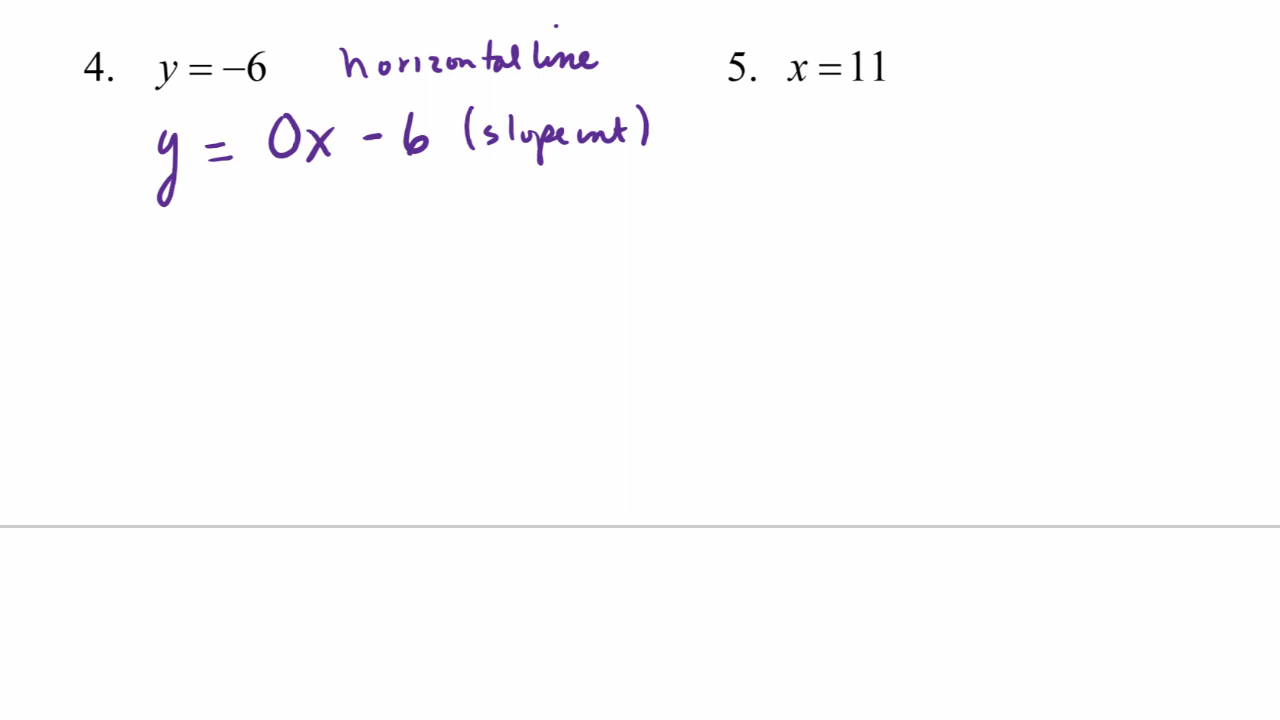 4. y = −6 horizontal line
y = 0x - 6 (slope int)
5. x = 11